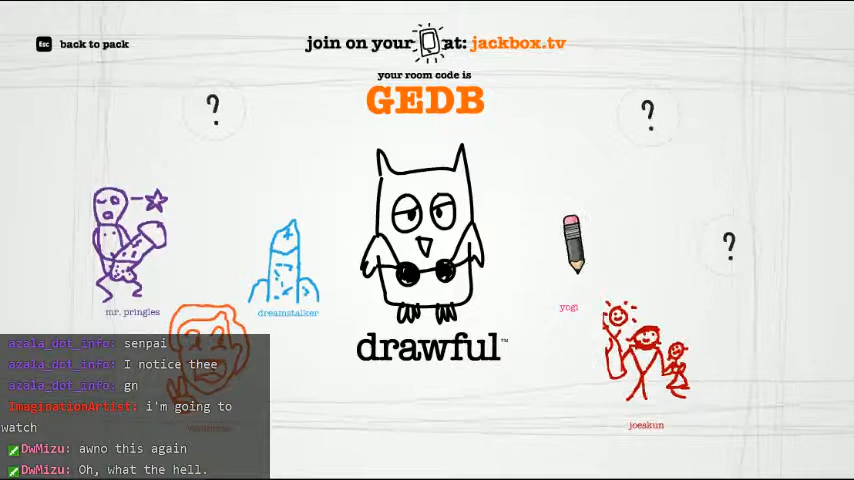 Esc back to pack
join on your at: jackbox.tv
your room code is
GEDB
? ?
?
mr. pringles
dreamstalker
yogi
drawful™
joeakun
azala_dot_info: senpai
azala_dot_info: I notice thee
azala_dot_info: gn
ImaginationArtist: i'm going to
watch
DwMizu: awno this again
DwMizu: Oh, what the hell.